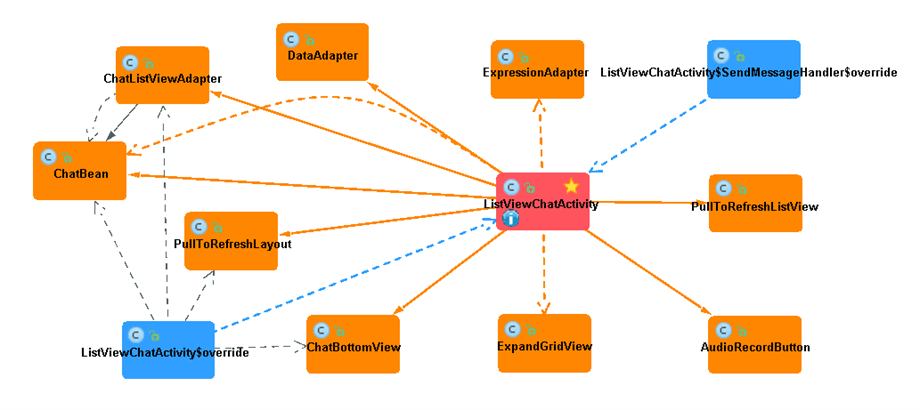 C
DataAdapter
C
ChatListViewAdapter
C
ExpressionAdapter
C
ListViewChatActivity$SendMessageHandler$override
C
ChatBean
C
ListViewChatActivity
C
PullToRefreshListView
C
PullToRefreshLayout
C
ListViewChatActivity$override
C
ChatBottomView
C
ExpandGridView
C
AudioRecordButton